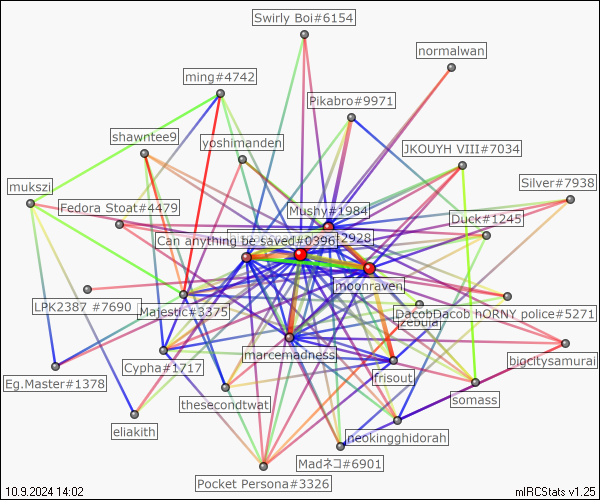 Swirly Boi#6154
normalwan
ming#4742
Pikabro#9971
shawntee9
yoshimanden
JKOUYH VIII#7034
mukszi
Silver#7938
Fedora Stoat#4479
Mushy#1984
Duck#1245
Can anything be saved#0396
2928
moonraven
LPK2387 #7690
Majestic#3375
DacobDacob hORNY police#5271
zebula
marcemadness
bigcitysamurai
Cypha#1717
frisout
Eg.Master#1378
thesecondtwat
somass
eliakith
neokingghidorah
Madネコ#6901
Pocket Persona#3326
10.9.2024 14:02
mIRCStats v1.25